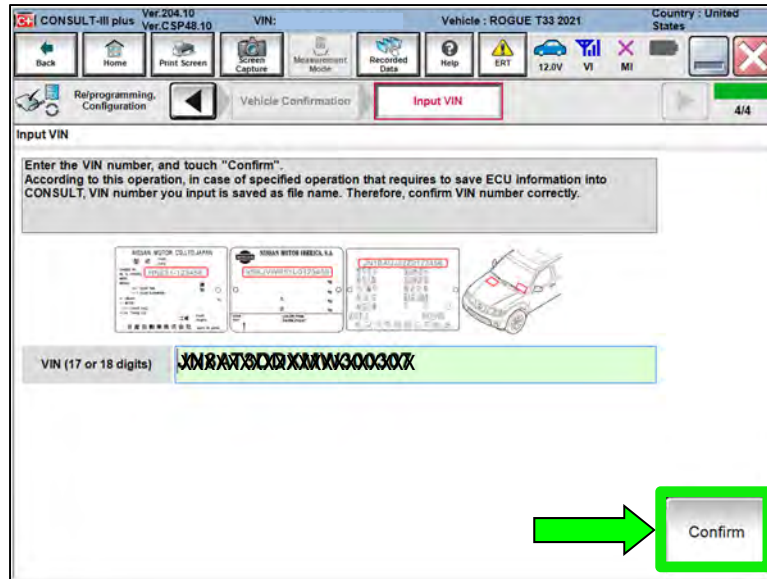 CONSULT-III plus
Ver.204.10
Ver.CSP48.10
VIN:
Vehicle : ROGUE T33 2021
Country : United
States
Back
Home
Print Screen
Screen
Capture
Measurement
Mode
Recorded
Data
Help
ERT
12.0V
VI
MI
Re/programming,
Configuration
Vehicle Confirmation
Input VIN
4/4
Input VIN
Enter the VIN number, and touch "Confirm".
According to this operation, in case of specified operation that requires to save ECU information into
CONSULT, VIN number you input is saved as file name. Therefore, confirm VIN number correctly.
VIN (17 or 18 digits)
Confirm